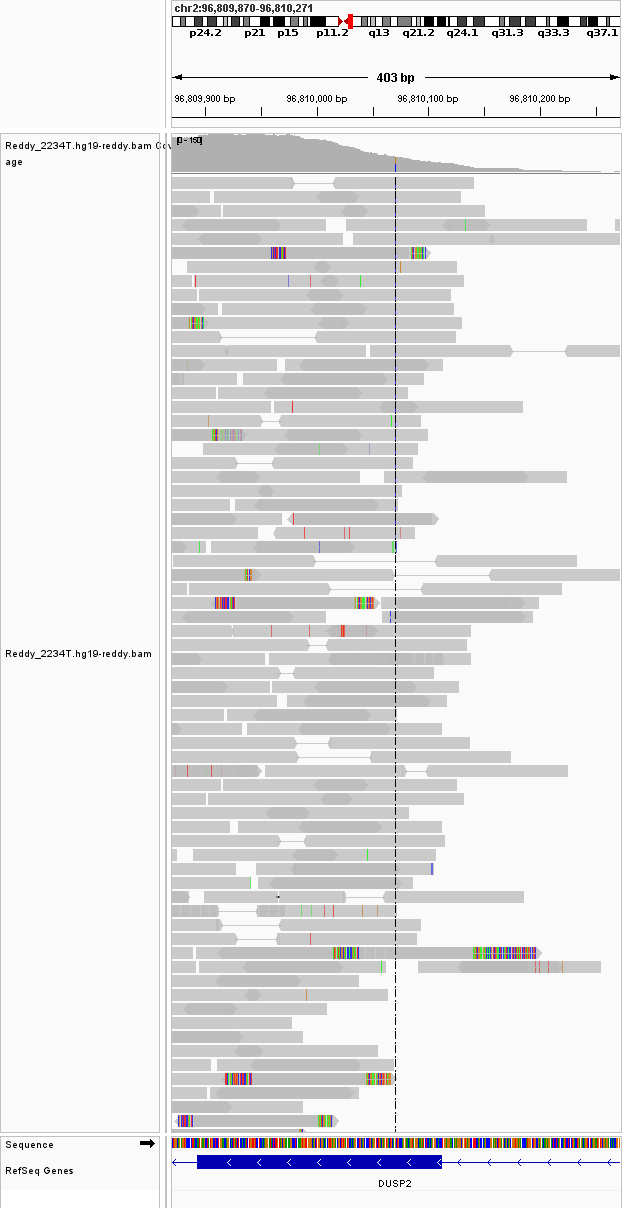 chr2:96,809,870-96,810,271
p24.2 p21 p15 p11.2 q13 q21.2 q24.1 q31.3 q33.3 q37.1
403 bp
96,809,900 bp 96,810,000 bp 96,810,100 bp 96,810,200 bp
Reddy_2234T.hg19-reddy.bam Cov
age
[0 - 150]
Reddy_2234T.hg19-reddy.bam
Sequence
RefSeq Genes
DUSP2